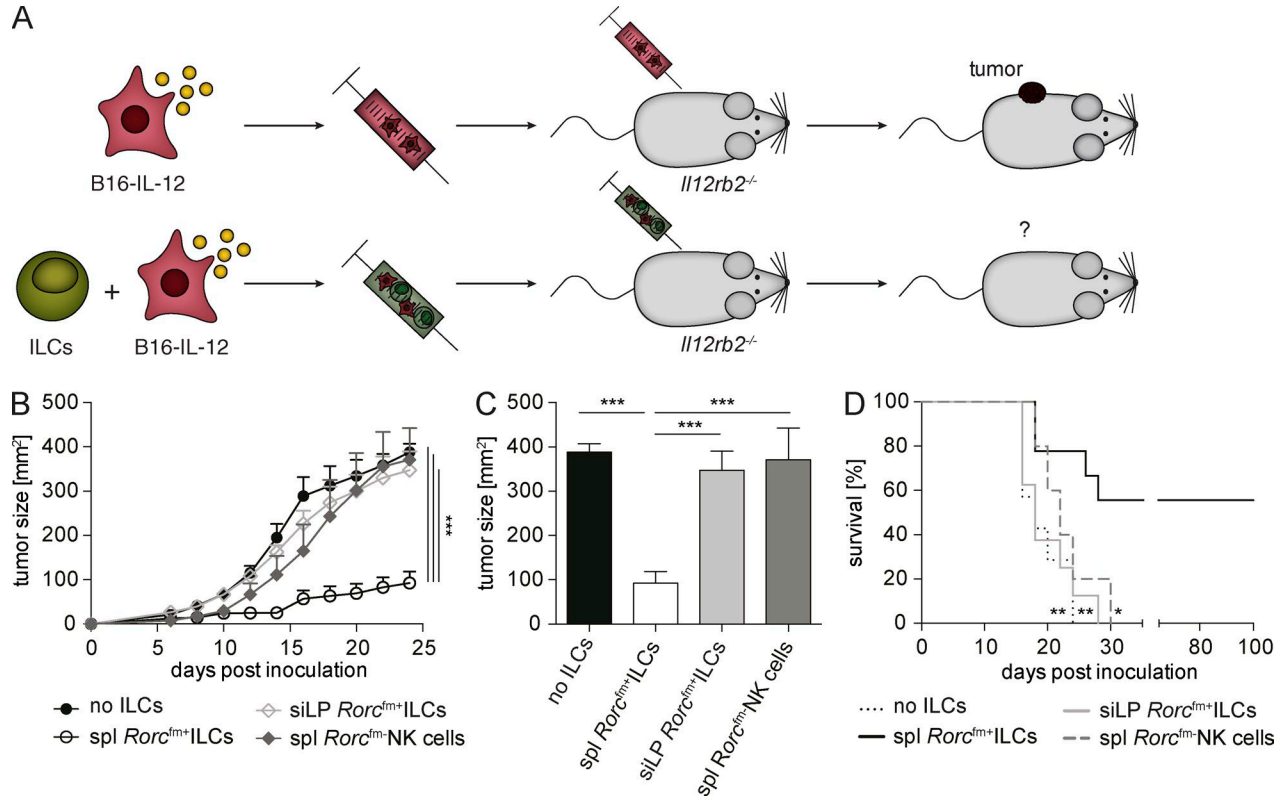 A
tumor
B16-IL-12
Il12rb2-/-
?
+
ILCs
B16-IL-12
Il12rb2-/-
B
tumor size [mm2]
500
400
300
200
100
0
0 5 10 15 20 25
days post inoculation
***
no ILCs
spl Rorcfm+ILCs
siLP Rorcfm+ILCs
spl Rorcfm-NK cells
C
tumor size [mm2]
500
400
300
200
100
0
*** ***
***
no ILCs
spl Rorcfm+ILCs
siLP Rorcfm+ILCs
spl Rorcfm-NK cells
D
survival [%]
100
80
60
40
20
0
** ** *
0 10 20 30 80 100
days post inoculation
no ILCs
spl Rorcfm+ILCs
siLP Rorcfm+ILCs
spl Rorcfm-NK cells